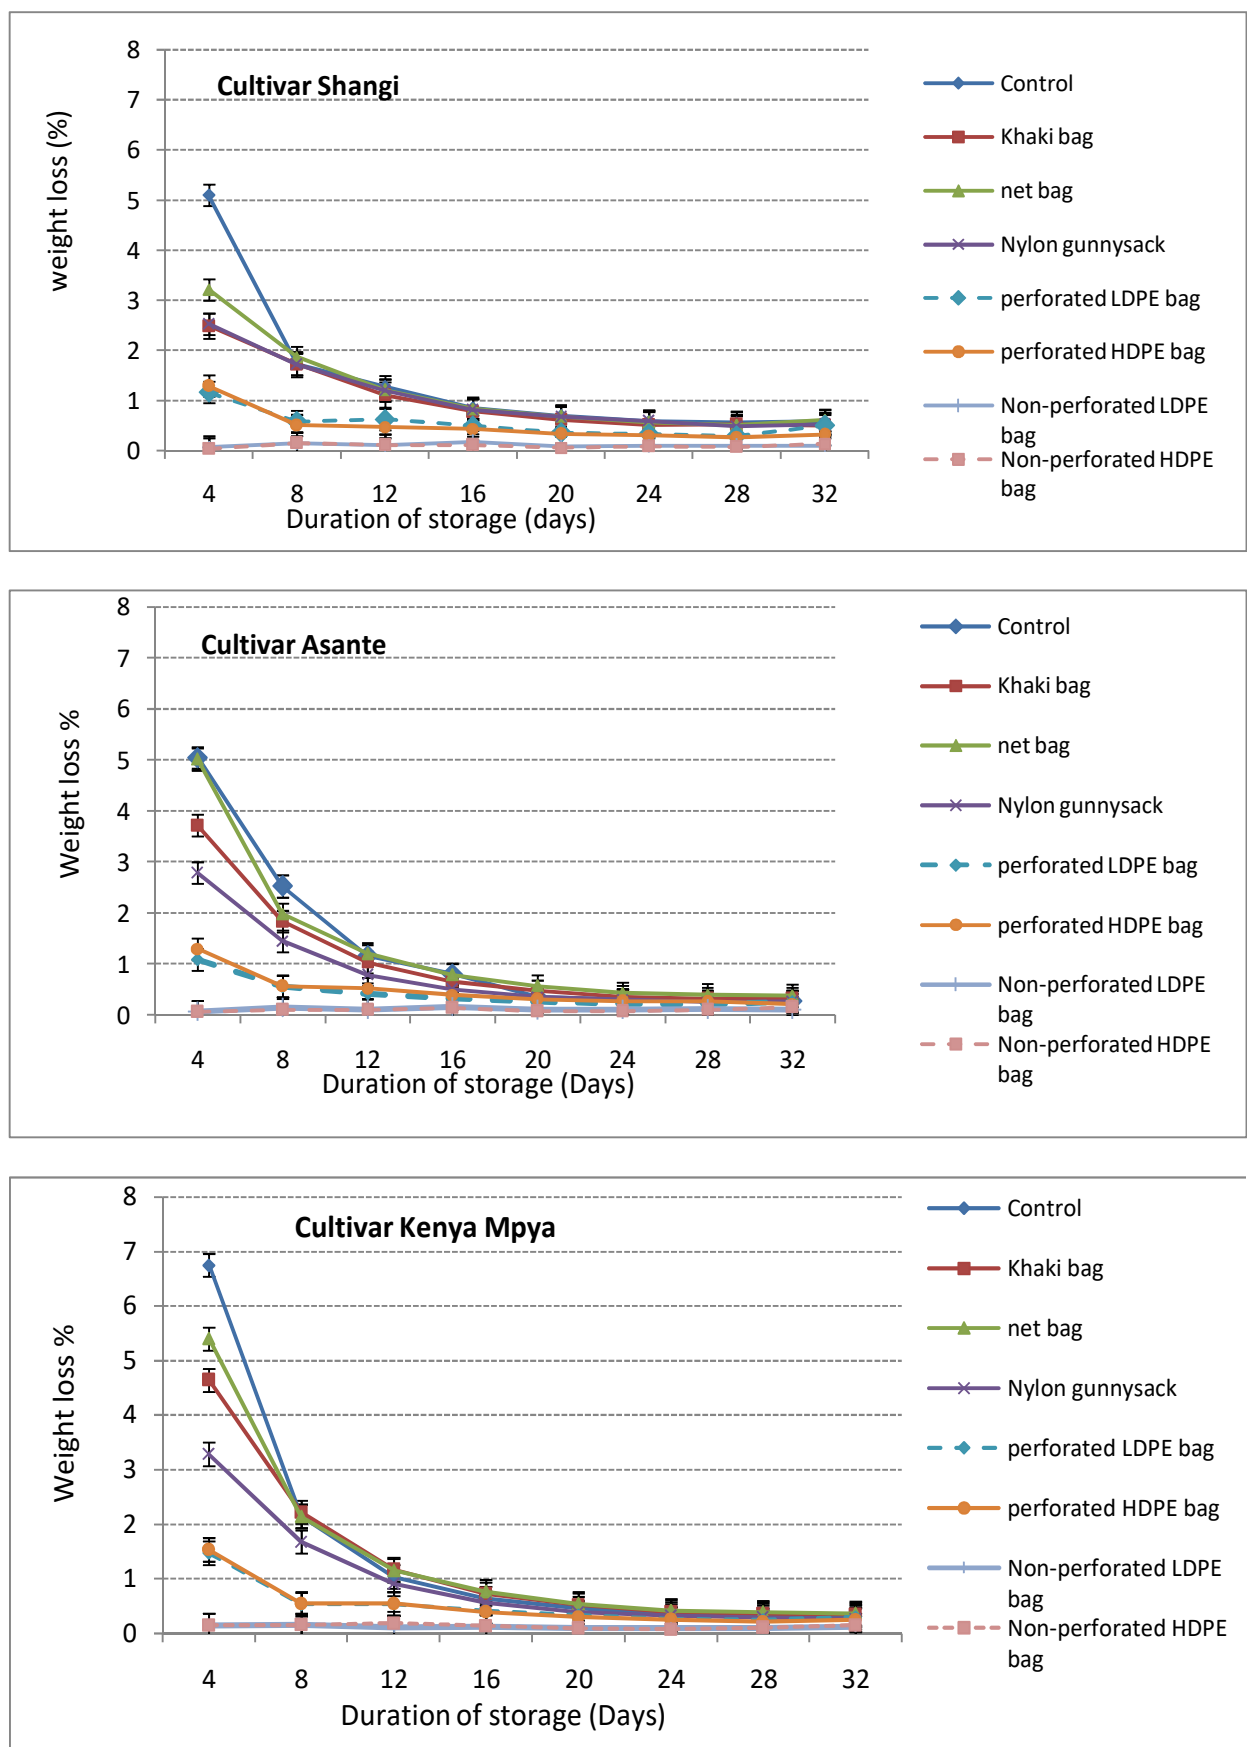 Cultivar Shangi
weight loss (%)
8
7
6
5
4
3
2
1
0
4 8 12 16 20 24 28 32
Duration of storage (days)
Control
Khaki bag
net bag
Nylon gunnysack
perforated LDPE bag
perforated HDPE bag
Non-perforated LDPE
bag
Non-perforated HDPE
bag
Cultivar Asante
Weight loss %
8
7
6
5
4
3
2
1
0
4 8 12 16 20 24 28 32
Duration of storage (Days)
Control
Khaki bag
net bag
Nylon gunnysack
perforated LDPE bag
perforated HDPE bag
Non-perforated LDPE
bag
Non-perforated HDPE
bag
Cultivar Kenya Mpya
Weight loss %
8
7
6
5
4
3
2
1
0
4 8 12 16 20 24 28 32
Duration of storage (Days)
Control
Khaki bag
net bag
Nylon gunnysack
perforated LDPE bag
perforated HDPE bag
Non-perforated LDPE
bag
Non-perforated HDPE
bag